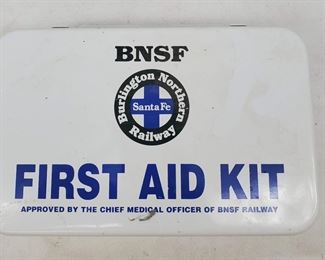 BNSF
Burlington Northern
Santa Fe
Railway
FIRST AID KIT
APPROVED BY THE CHIEF MEDICAL OFFICER OF BNSF RAILWAY